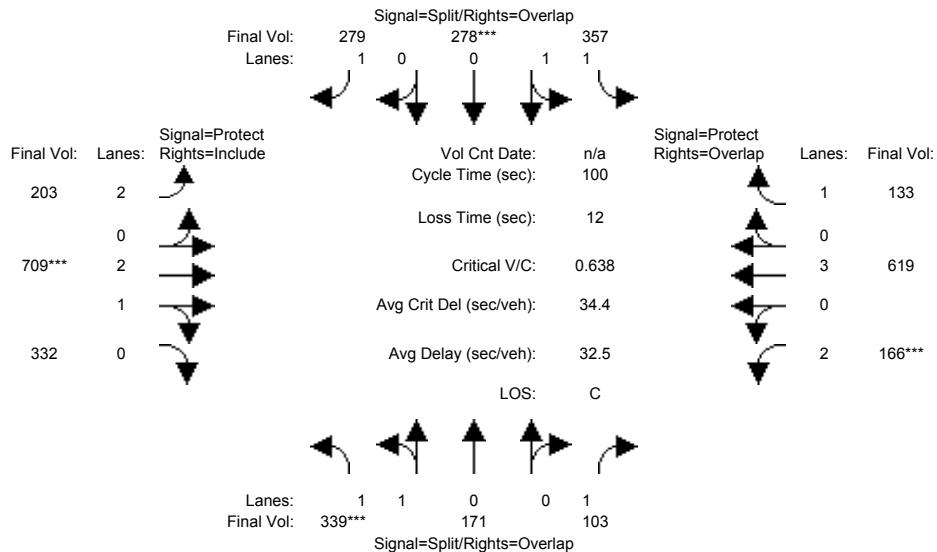 Signal=Split/Rights=Overlap
Final Vol: 279 278*** 357
Lanes: 1 0 0 1 1
Signal=Protect Signal=Protect
Final Vol: Lanes: Rights=Include Vol Cnt Date: n/a Rights=Overlap Lanes: Final Vol:
Cycle Time (sec): 100
203 2 1 133
Loss Time (sec): 12
0 0
709*** 2 Critical V/C: 0.638 3 619
1 Avg Crit Del (sec/veh): 34.4 0
332 0 Avg Delay (sec/veh): 32.5 2 166***
LOS: C
Lanes: 1 1 0 0 1
Final Vol: 339*** 171 103
Signal=Split/Rights=Overlap